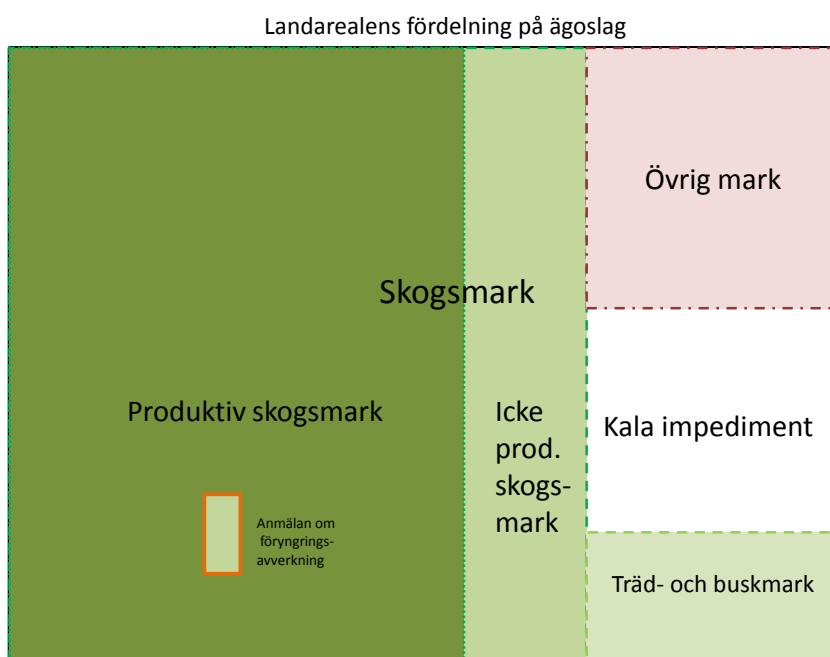 Landarealens fördelning på ägoslag
Övrig mark
Skogsmark
Produktiv skogsmark
Icke
prod.
skogs-
mark
Kala impediment
Anmälan om
föryngrings-
avverkning
Träd- och buskmark